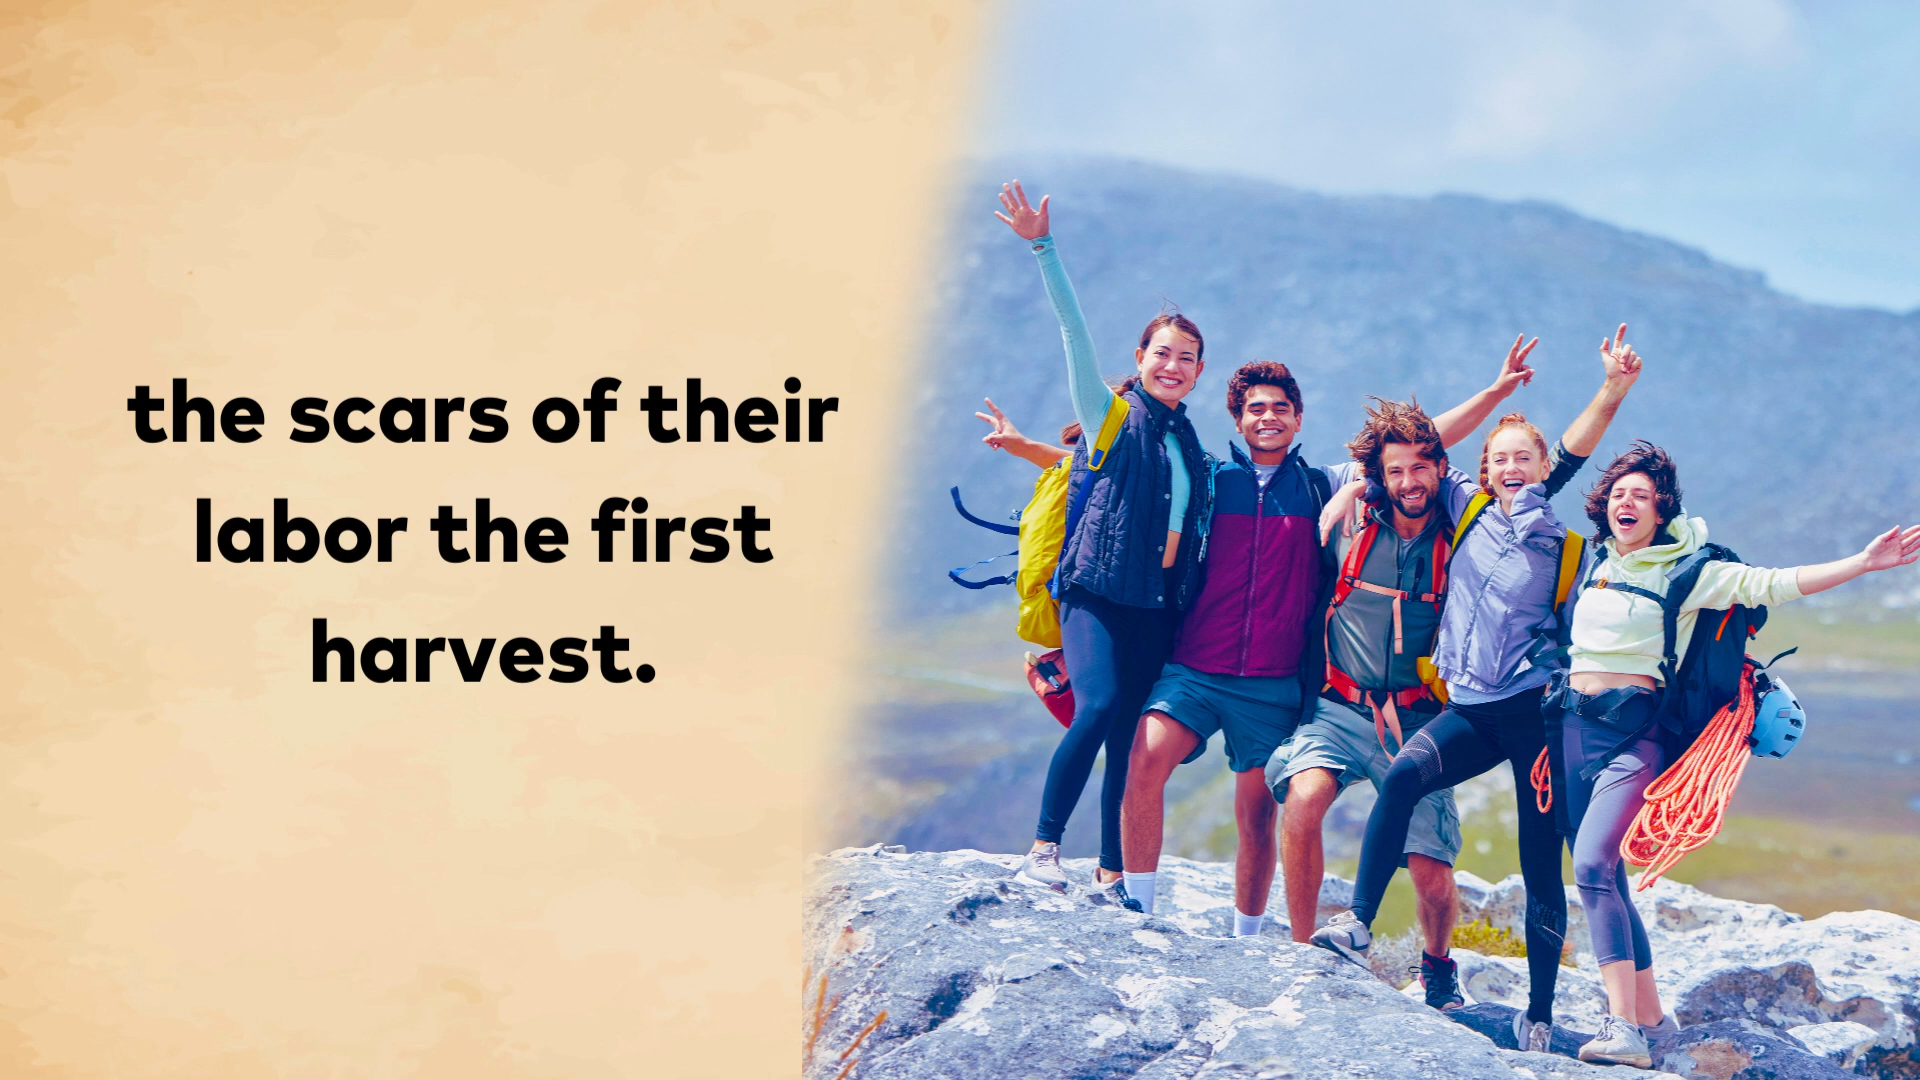 the scars of their
labor the first
harvest.